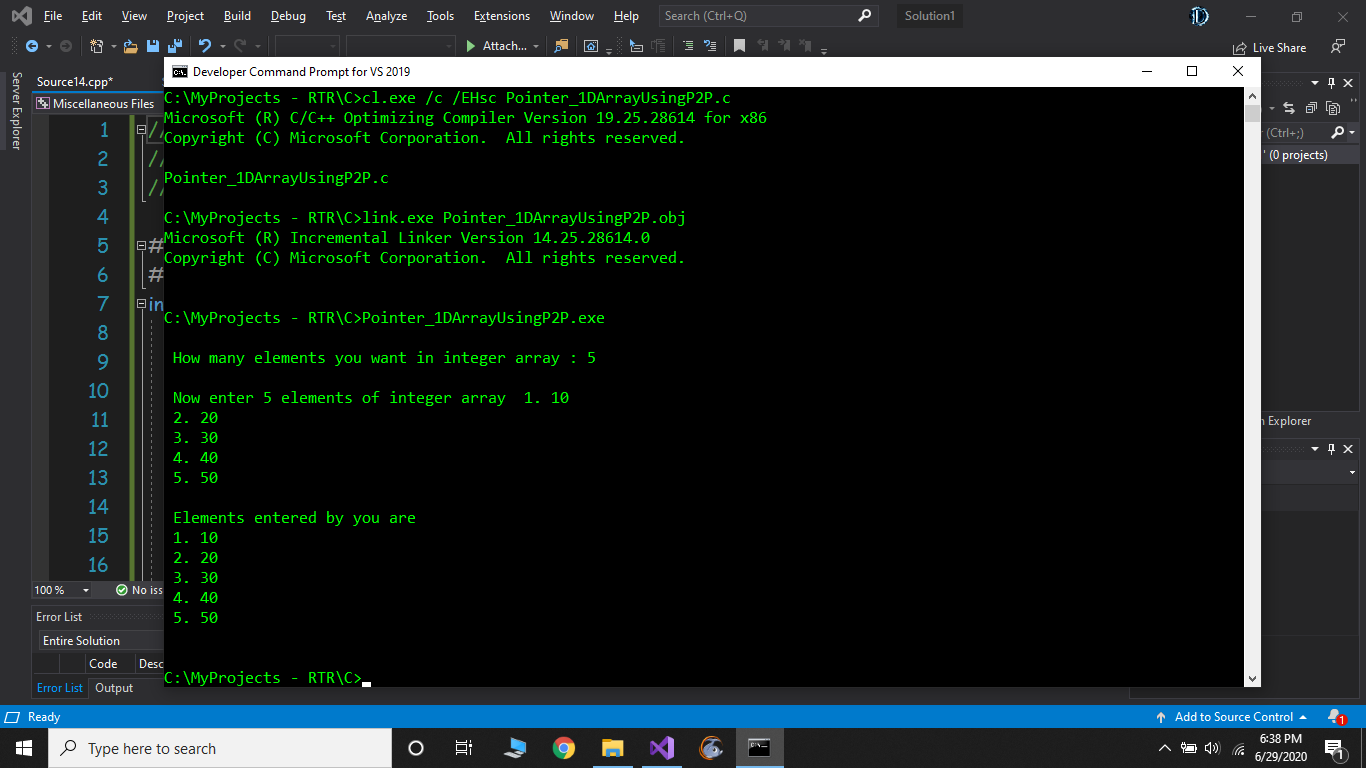 File Edit View Project Build Debug Test Analyze Tools Extensions Window Help Search (Ctrl+Q) Solution1
Attach... Live Share
Server Explorer
Source14.cpp*
Miscellaneous Files
1 //
2 //
3 //
4
5 #
6 #
7 in
8
9
10
11
12
13
14
15
16
100 % No iss
Error List
Entire Solution
Code Desc
Error List Output
Developer Command Prompt for VS 2019
C:\MyProjects - RTR\C>cl.exe /c /EHsc Pointer_1DArrayUsingP2P.c
Microsoft (R) C/C++ Optimizing Compiler Version 19.25.28614 for x86
Copyright (C) Microsoft Corporation.  All rights reserved.
Pointer_1DArrayUsingP2P.c
C:\MyProjects - RTR\C>link.exe Pointer_1DArrayUsingP2P.obj
Microsoft (R) Incremental Linker Version 14.25.28614.0
Copyright (C) Microsoft Corporation.  All rights reserved.
C:\MyProjects - RTR\C>Pointer_1DArrayUsingP2P.exe
How many elements you want in integer array : 5
Now enter 5 elements of integer array  1. 10
2. 20
3. 30
4. 40
5. 50
Elements entered by you are
1. 10
2. 20
3. 30
4. 40
5. 50
C:\MyProjects - RTR\C>
(Ctrl+;)
' (0 projects)
Explorer
Ready Add to Source Control 1
Type here to search
6:38 PM
6/29/2020
1